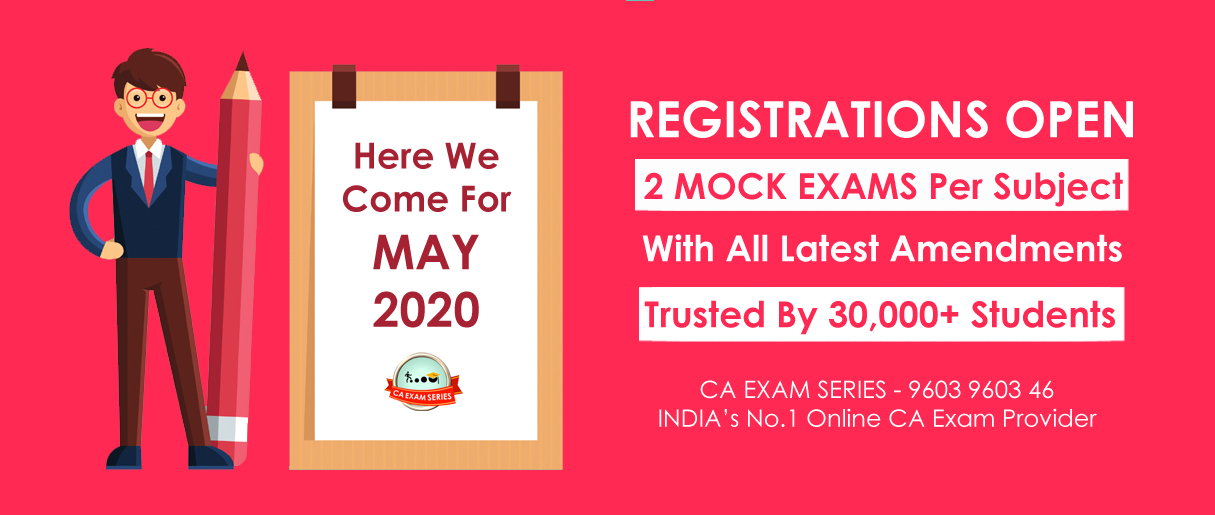 Here We
Come For
MAY
2020
CA EXAM SERIES
REGISTRATIONS OPEN
2 MOCK EXAMS Per Subject
With All Latest Amendments
Trusted By 30,000+ Students
CA EXAM SERIES - 9603 9603 46
INDIA's No.1 Online CA Exam Provider